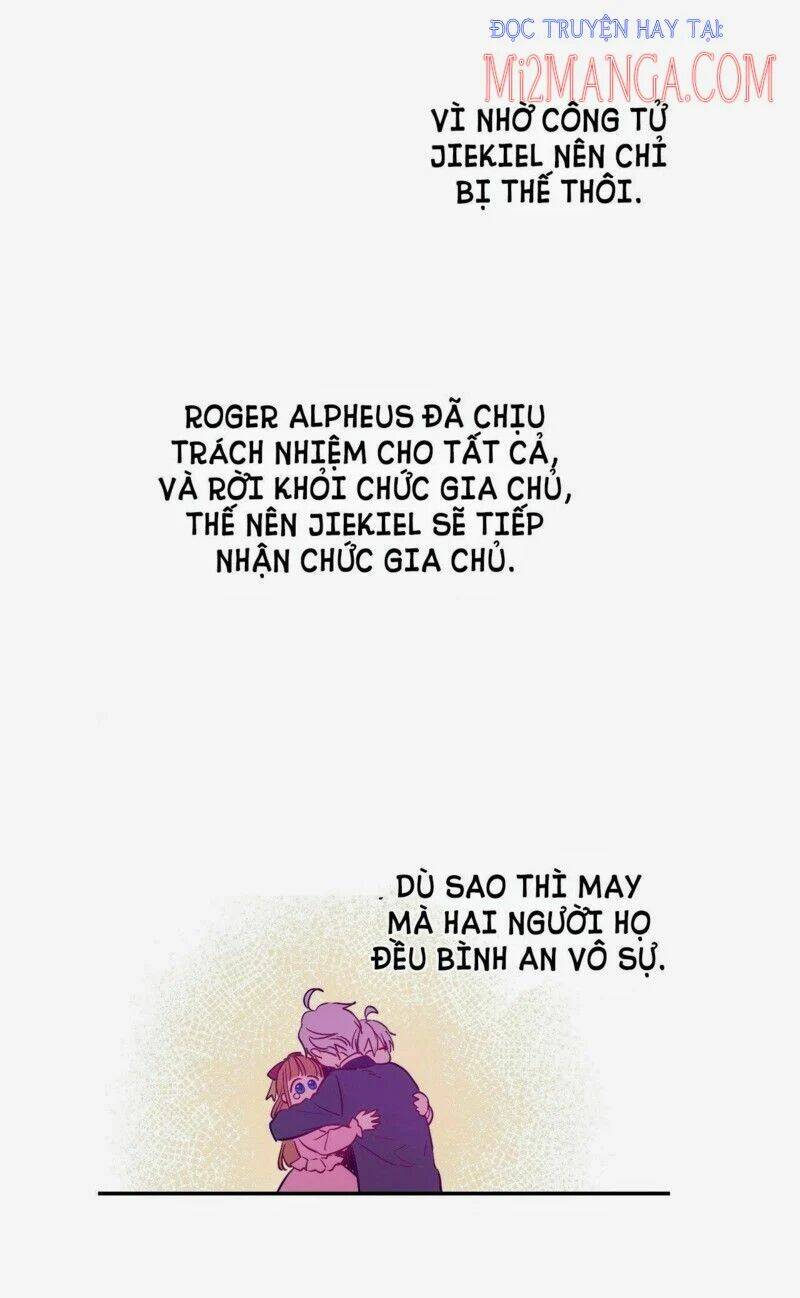 ĐỌC TRUYỆN HAY TẠI:
MI2MANGA.COM
VÌ NHỜ CÔNG TỬ
JIEKIEL NÊN CHỈ
BỊ THẾ THÔI.
ROGER ALPHEUS ĐÃ CHỊU
TRÁCH NHIỆM CHO TẤT CẢ,
VÀ RỜI KHỎI CHỨC GIA CHỦ,
THẾ NÊN JIEKIEL SẼ TIẾP
NHẬN CHỨC GIA CHỦ.
DÙ SAO THÌ MAY
MÀ HAI NGƯỜI HỌ
ĐỀU BÌNH AN VÔ SỰ.